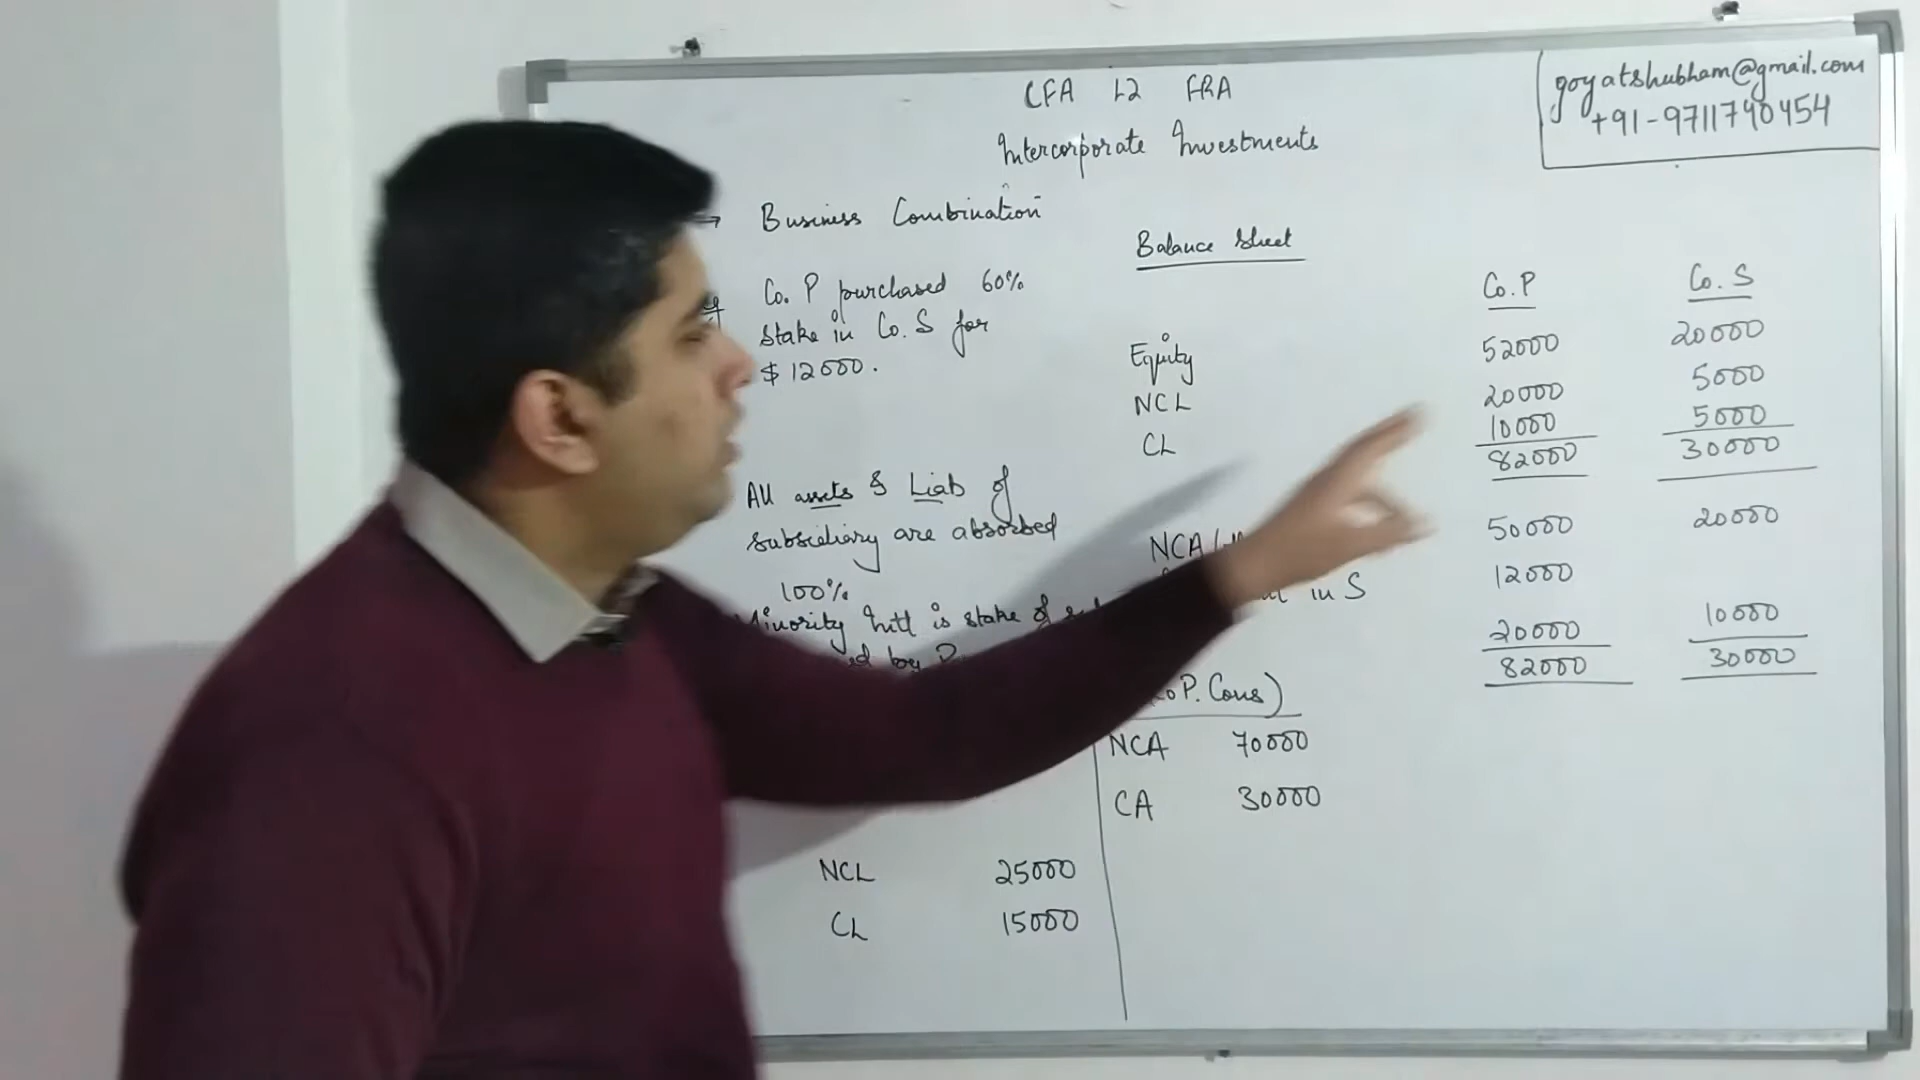 CFA L2 FRA
Intercorporate Investments
goyatshubham@gmail.com
+91-9711740454
→ Business Combination
Co. P purchased 60%
stake in Co. S for
$ 12000.
All assets & Liab of
subsidiary are absorbed
100%
Minority Intt is stake of
by
Balance Sheet
Co. P Co. S
Equity 52000 20000
NCL 20000 5000
CL 10000 5000
82000 30000
NCA 50000 20000
in S 12000
20000 10000
82000 30000
P. Cons)
NCA 70000
CA 30000
NCL 25000
CL 15000